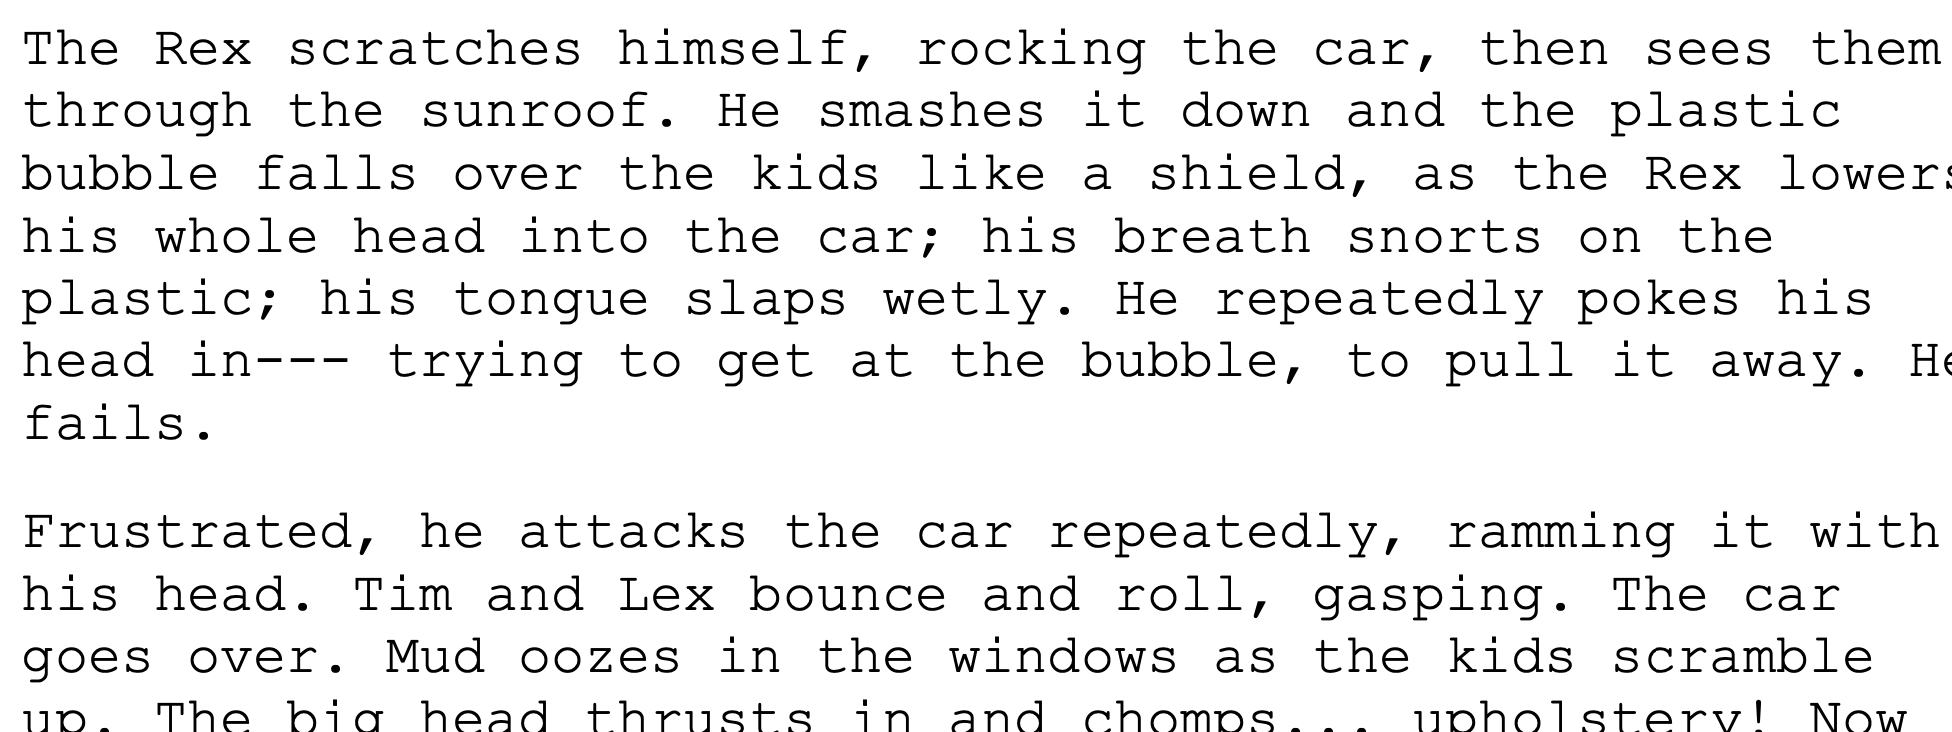 The Rex scratches himself, rocking the car, then sees them
through the sunroof. He smashes it down and the plastic
bubble falls over the kids like a shield, as the Rex lowers
his whole head into the car; his breath snorts on the
plastic; his tongue slaps wetly. He repeatedly pokes his
head in--- trying to get at the bubble, to pull it away. He
fails.
Frustrated, he attacks the car repeatedly, ramming it with
his head. Tim and Lex bounce and roll, gasping. The car
goes over. Mud oozes in the windows as the kids scramble
up. The big head thrusts in and chomps... upholstery! Now